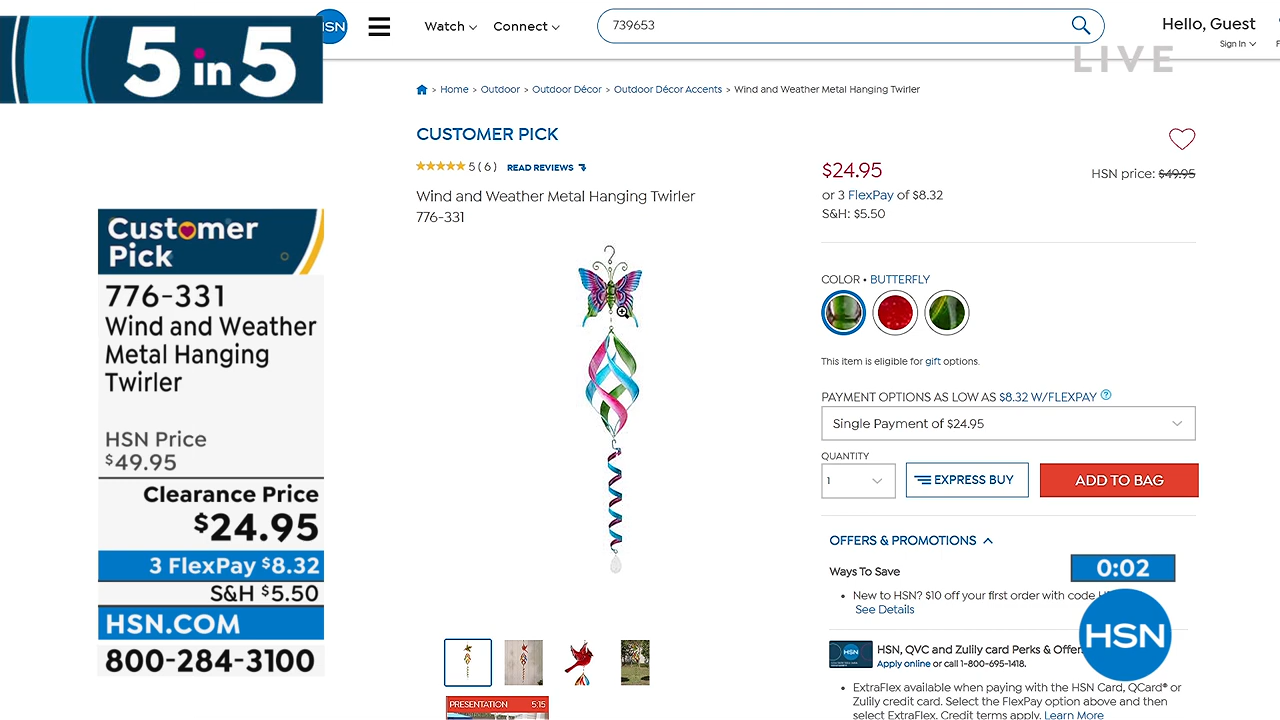 5 in 5
HSN
Watch
Connect
739653
Hello, Guest
Sign In
LIVE
> Home > Outdoor > Outdoor Décor > Outdoor Décor Accents > Wind and Weather Metal Hanging Twirler
CUSTOMER PICK
5 ( 6 ) READ REVIEWS
Wind and Weather Metal Hanging Twirler
776-331
$24.95
HSN price: $49.95
or 3 FlexPay of $8.32
S&H: $5.50
COLOR • BUTTERFLY
This item is eligible for gift options.
PAYMENT OPTIONS AS LOW AS $8.32 W/FLEXPAY ?
Single Payment of $24.95
QUANTITY
1
EXPRESS BUY
ADD TO BAG
OFFERS & PROMOTIONS
Ways To Save
0:02
• New to HSN? $10 off your first order with code
See Details
HSN
HSN, QVC and Zulily card Perks & Offer
Apply online or call 1-800-695-1418.
HSN
• ExtraFlex available when paying with the HSN Card, QCard® or
Zulily credit card. Select the FlexPay option above and then
select ExtraFlex. Credit terms apply. Learn More
PRESENTATION 5:15
Customer
Pick
776-331
Wind and Weather
Metal Hanging
Twirler
HSN Price
$49.95
Clearance Price
$24.95
3 FlexPay $8.32
S&H $5.50
HSN.COM
800-284-3100